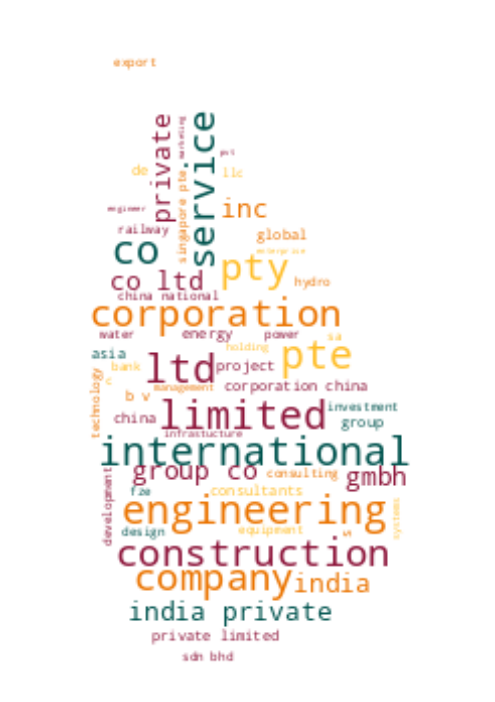 export
private
marketing
service
pvt
de
singapore pte.
llc
engineer
inc
railway
global
co
enterprise
pty
co ltd
hydro
china national
corporation
water
energy
power
sa
holding
asia
ltd
pte
bank
project
technology
c
management
corporation china
b v
limited
investment
china
group
infrastucture
international
group co
consulting
gmbh
development
fze
consultants
systems
engineering
design
equipment
construction
company
india
india private
private limited
sdn bhd